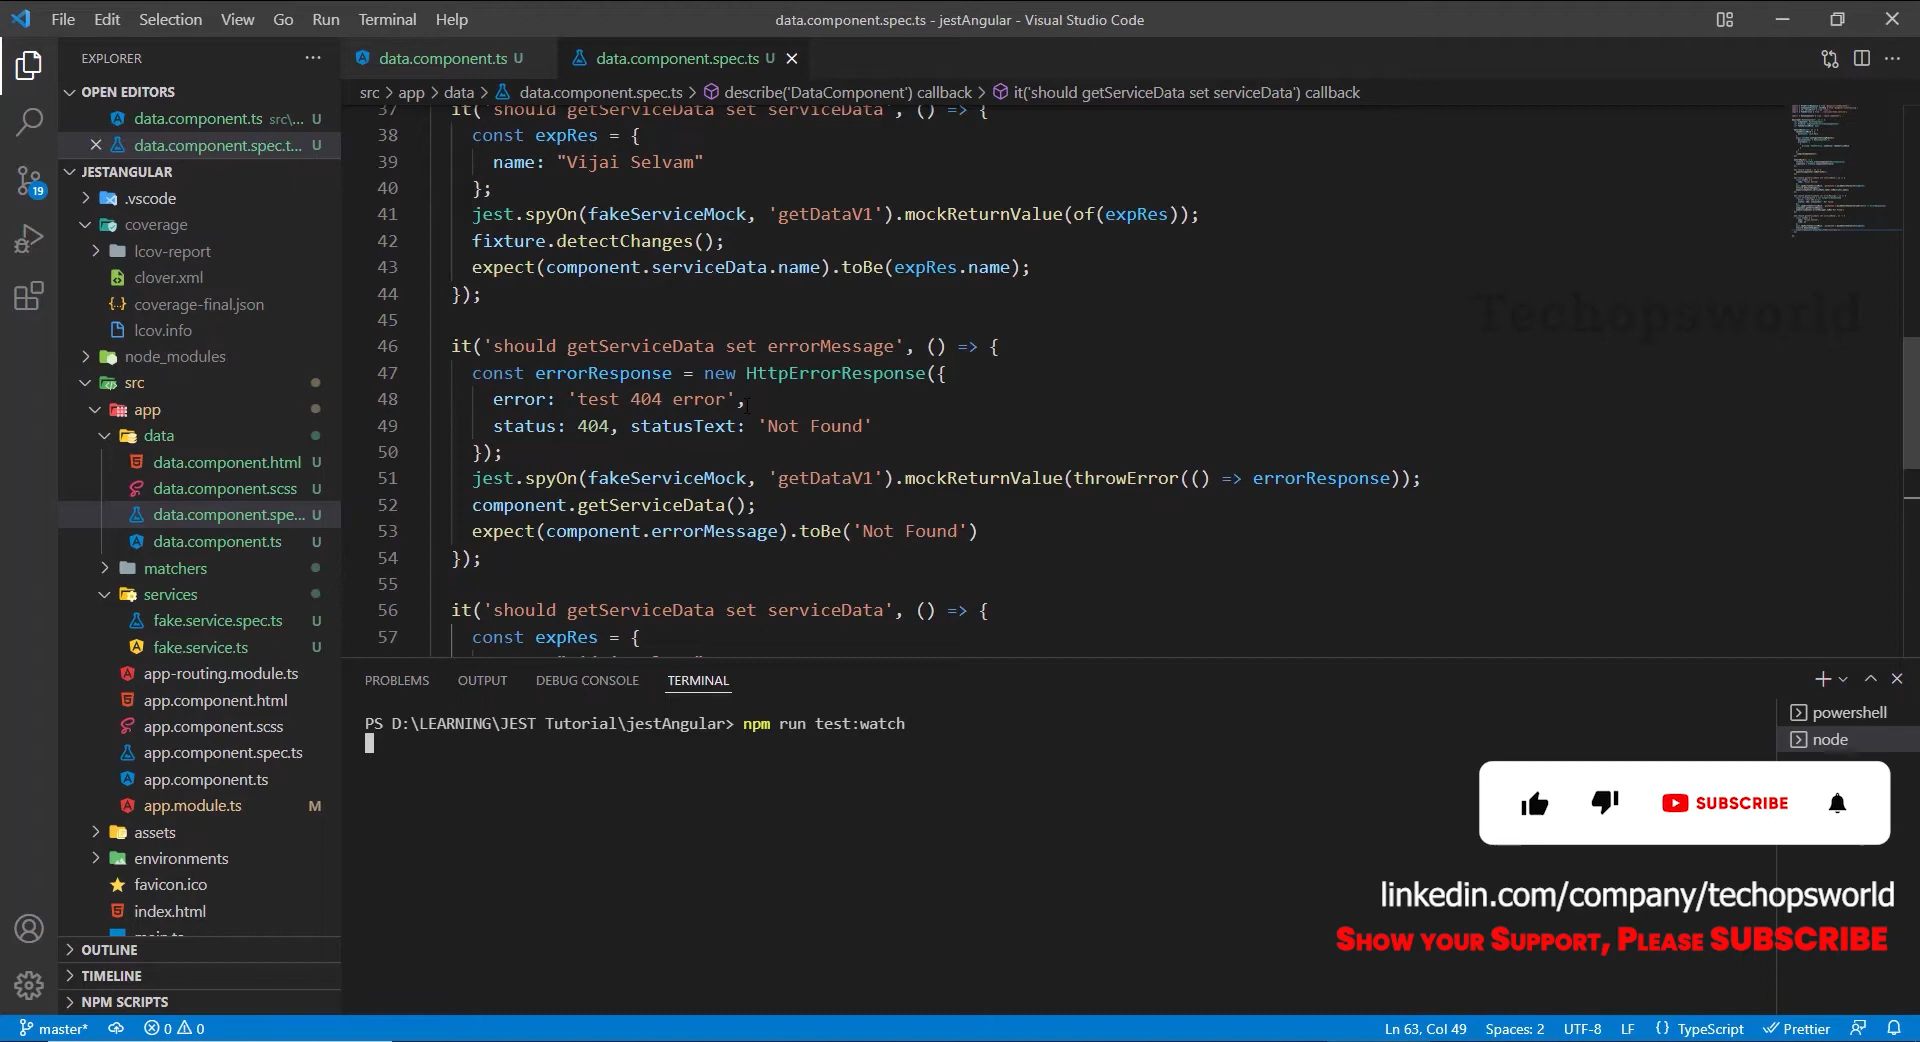 File Edit Selection View Go Run Terminal Help
data.component.spec.ts - jestAngular - Visual Studio Code
EXPLORER
OPEN EDITORS
data.component.ts src\... U
data.component.spec.t... U
JESTANGULAR
.vscode
coverage
lcov-report
clover.xml
coverage-final.json
lcov.info
node_modules
src
app
data
data.component.html U
data.component.scss U
data.component.spe... U
data.component.ts U
matchers
services
fake.service.spec.ts U
fake.service.ts U
app-routing.module.ts
app.component.html
app.component.scss
app.component.spec.ts
app.component.ts
app.module.ts M
assets
environments
favicon.ico
index.html
main.ts
OUTLINE
TIMELINE
NPM SCRIPTS
19
data.component.ts U
data.component.spec.ts U
src > app > data > data.component.spec.ts > describe('DataComponent') callback > it('should getServiceData set serviceData') callback
37 it('should getServiceData set serviceData', () => {
38 const expRes = {
39 name: "Vijai Selvam"
40 };
41 jest.spyOn(fakeServiceMock, 'getDataV1').mockReturnValue(of(expRes));
42 fixture.detectChanges();
43 expect(component.serviceData.name).toBe(expRes.name);
44 });
45
46 it('should getServiceData set errorMessage', () => {
47 const errorResponse = new HttpErrorResponse({
48 error: 'test 404 error',
49 status: 404, statusText: 'Not Found'
50 });
51 jest.spyOn(fakeServiceMock, 'getDataV1').mockReturnValue(throwError(() => errorResponse));
52 component.getServiceData();
53 expect(component.errorMessage).toBe('Not Found')
54 });
55
56 it('should getServiceData set serviceData', () => {
57 const expRes = {
Techopsworld
PROBLEMS OUTPUT DEBUG CONSOLE TERMINAL
PS D:\LEARNING\JEST Tutorial\jestAngular> npm run test:watch
powershell
node
SUBSCRIBE
linkedin.com/company/techopsworld
Show your Support, Please SUBSCRIBE
master* 0 0
Ln 63, Col 49 Spaces: 2 UTF-8 LF {} TypeScript Prettier